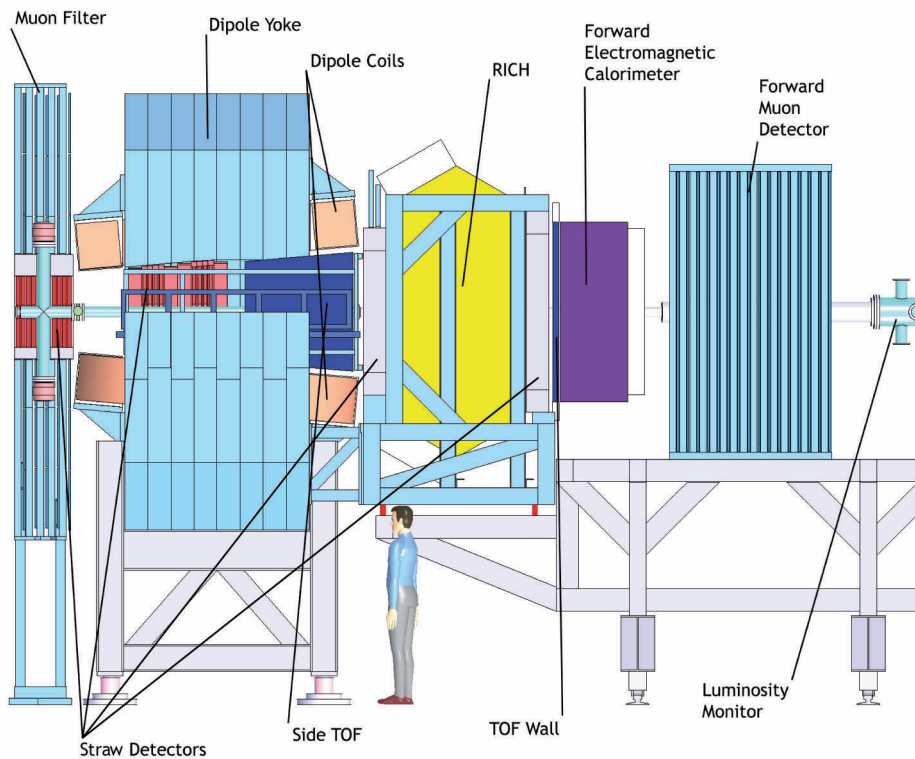 Muon Filter
Dipole Yoke
Dipole Coils
RICH
Forward
Electromagnetic
Calorimeter
Forward
Muon
Detector
Straw Detectors
Side TOF
TOF Wall
Luminosity
Monitor